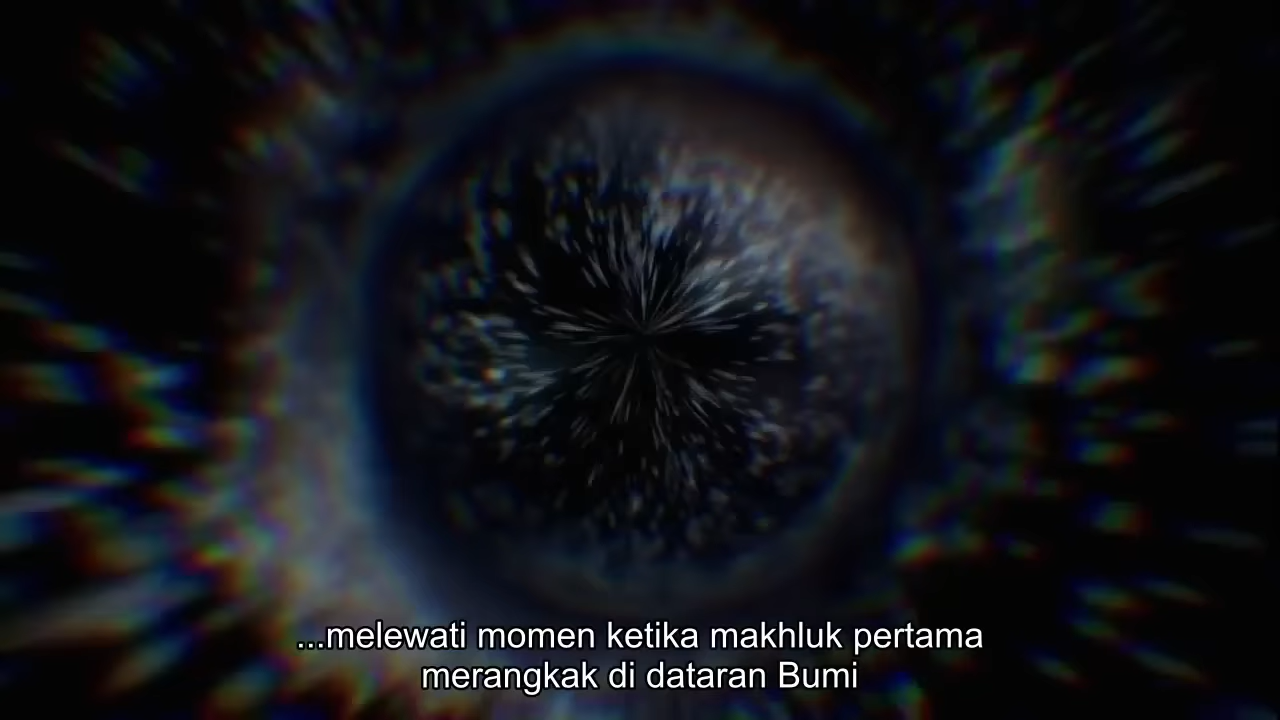 ...melewati momen ketika makhluk pertama
merangkak di dataran Bumi